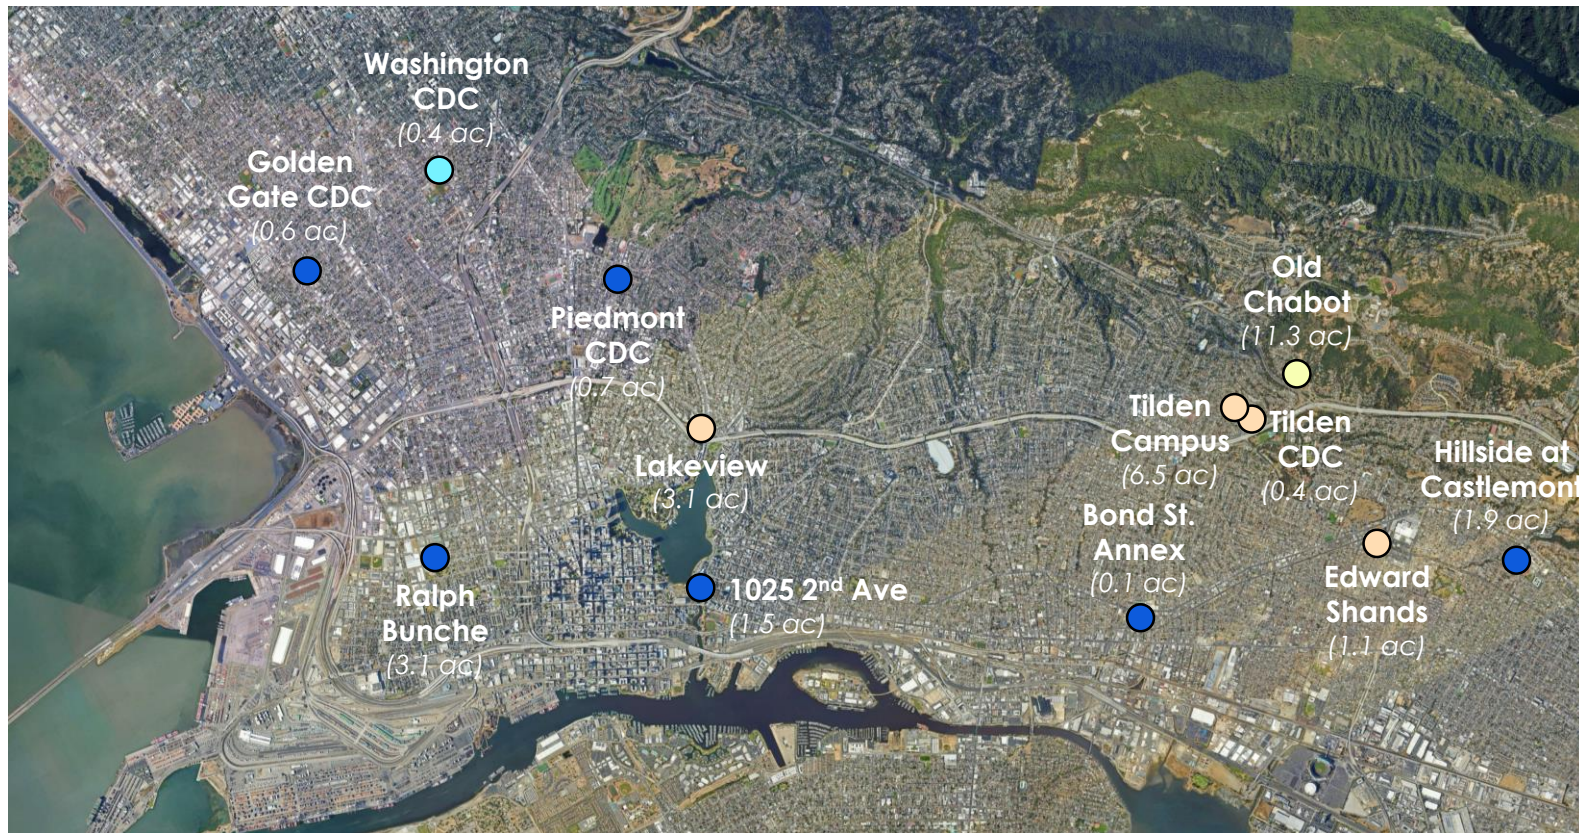 Washington
CDC
(0.4 ac)
Golden
Gate CDC
(0.6 ac)
Piedmont
CDC
(0.7 ac)
Old
Chabot
(11.3 ac)
Tilden
Campus
(6.5 ac)
Tilden
CDC
(0.4 ac)
Hillside at
Castlemont
(1.9 ac)
Lakeview
(3.1 ac)
Bond St.
Annex
(0.1 ac)
Edward
Shands
(1.1 ac)
Ralph
Bunche
(3.1 ac)
1025 2nd Ave
(1.5 ac)